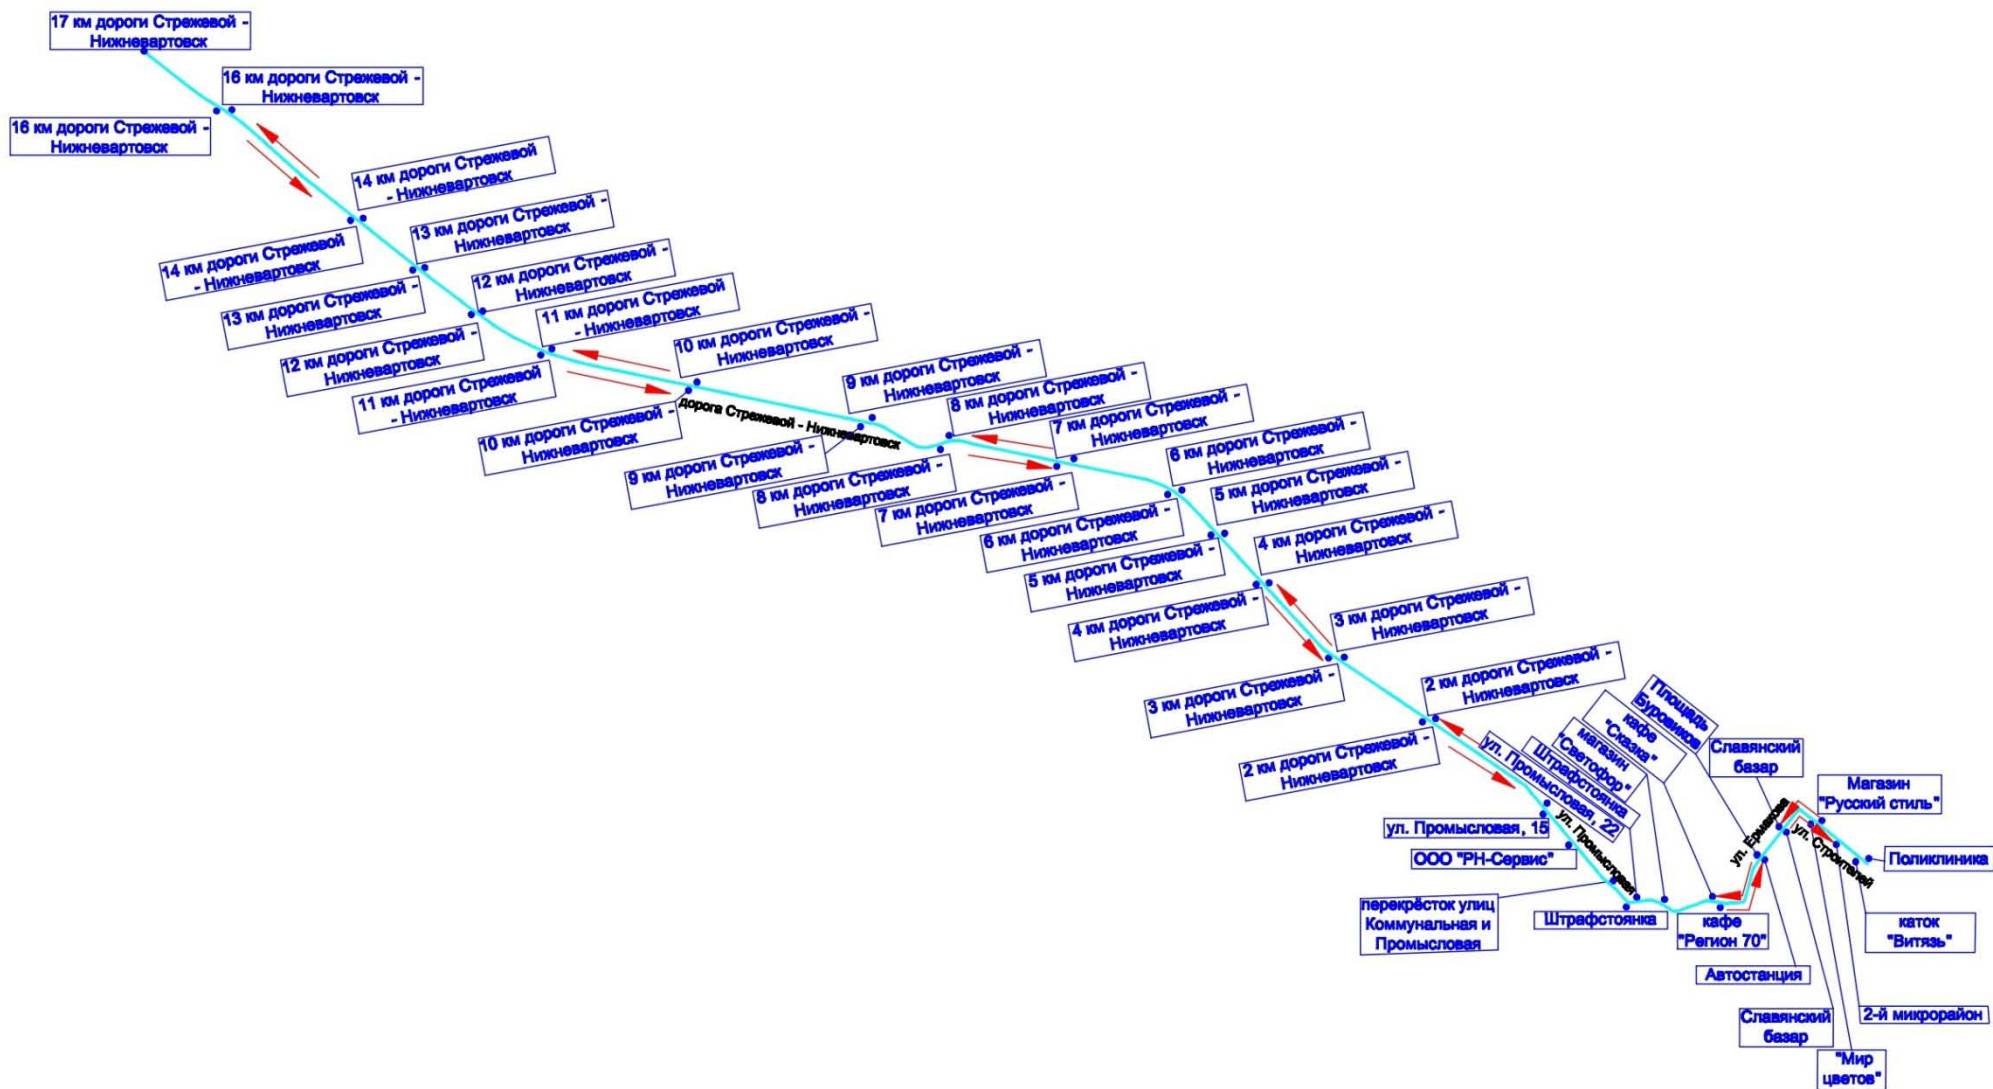 17 км дороги Стрежевой -
Нижневартовск
16 км дороги Стрежевой -
Нижневартовск
16 км дороги Стрежевой -
Нижневартовск
14 км дороги Стрежевой
- Нижневартовск
14 км дороги Стрежевой
- Нижневартовск
13 км дороги Стрежевой -
Нижневартовск
13 км дороги Стрежевой -
Нижневартовск
12 км дороги Стрежевой -
Нижневартовск
12 км дороги Стрежевой -
Нижневартовск
11 км дороги Стрежевой
- Нижневартовск
11 км дороги Стрежевой
- Нижневартовск
10 км дороги Стрежевой -
Нижневартовск
10 км дороги Стрежевой -
Нижневартовск
дорога Стрежевой - Нижневартовск
9 км дороги Стрежевой -
Нижневартовск
9 км дороги Стрежевой -
Нижневартовск
8 км дороги Стрежевой -
Нижневартовск
8 км дороги Стрежевой -
Нижневартовск
7 км дороги Стрежевой -
Нижневартовск
7 км дороги Стрежевой -
Нижневартовск
6 км дороги Стрежевой -
Нижневартовск
6 км дороги Стрежевой -
Нижневартовск
5 км дороги Стрежевой -
Нижневартовск
5 км дороги Стрежевой -
Нижневартовск
4 км дороги Стрежевой -
Нижневартовск
4 км дороги Стрежевой -
Нижневартовск
3 км дороги Стрежевой -
Нижневартовск
3 км дороги Стрежевой -
Нижневартовск
2 км дороги Стрежевой -
Нижневартовск
2 км дороги Стрежевой -
Нижневартовск
ул. Промысловая, 22
Штрафстоянка
магазин
"Светофор"
кафе
"Сказка"
Площадь
Буровиков
Славянский
базар
Магазин
"Русский стиль"
Поликлиника
ул. Промысловая, 15
ООО "РН-Сервис"
ул. Промысловая
перекрёсток улиц
Коммунальная и
Промысловая
Штрафстоянка
кафе
"Регион 70"
Автостанция
ул. Ермакова
ул. Строителей
Славянский
базар
"Мир
цветов"
2-й микрорайон
каток
"Витязь"